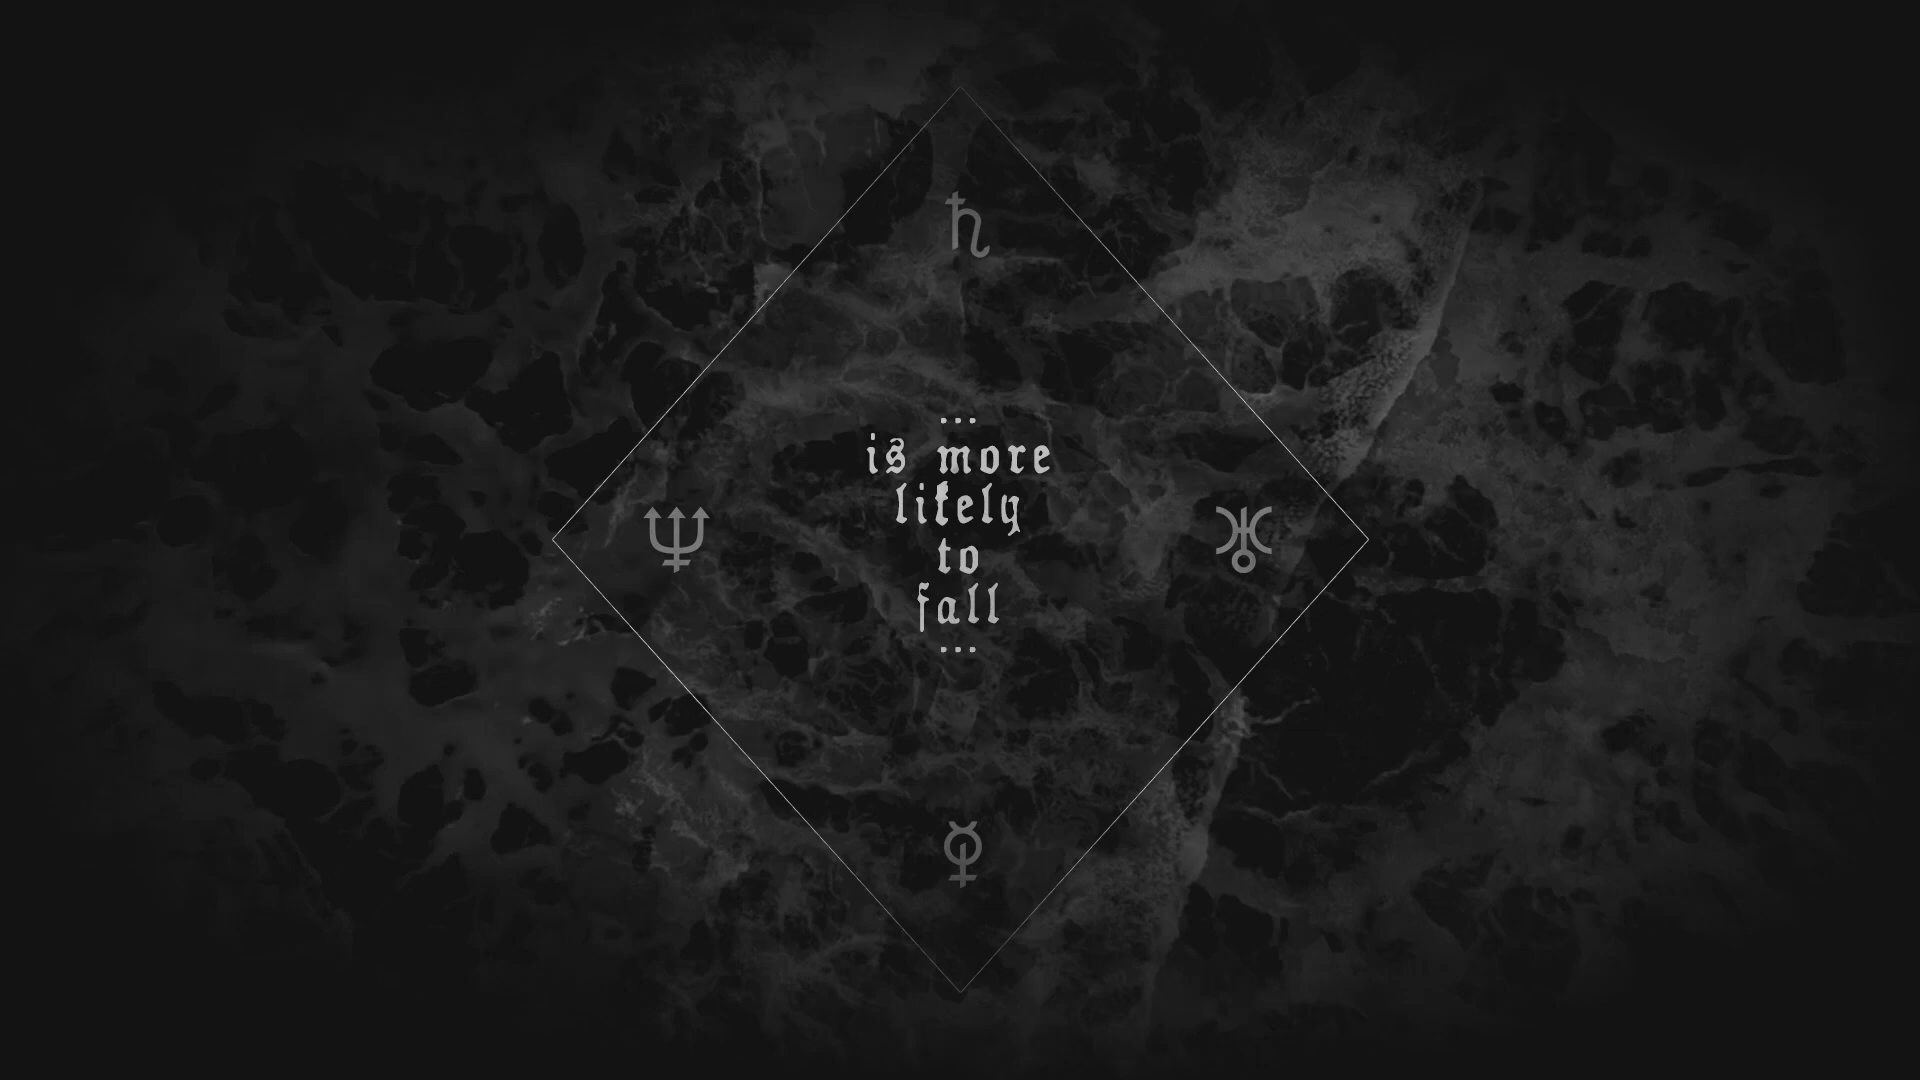 ♄
...
is more
likely
♆ ♅
to
fall
...
☿